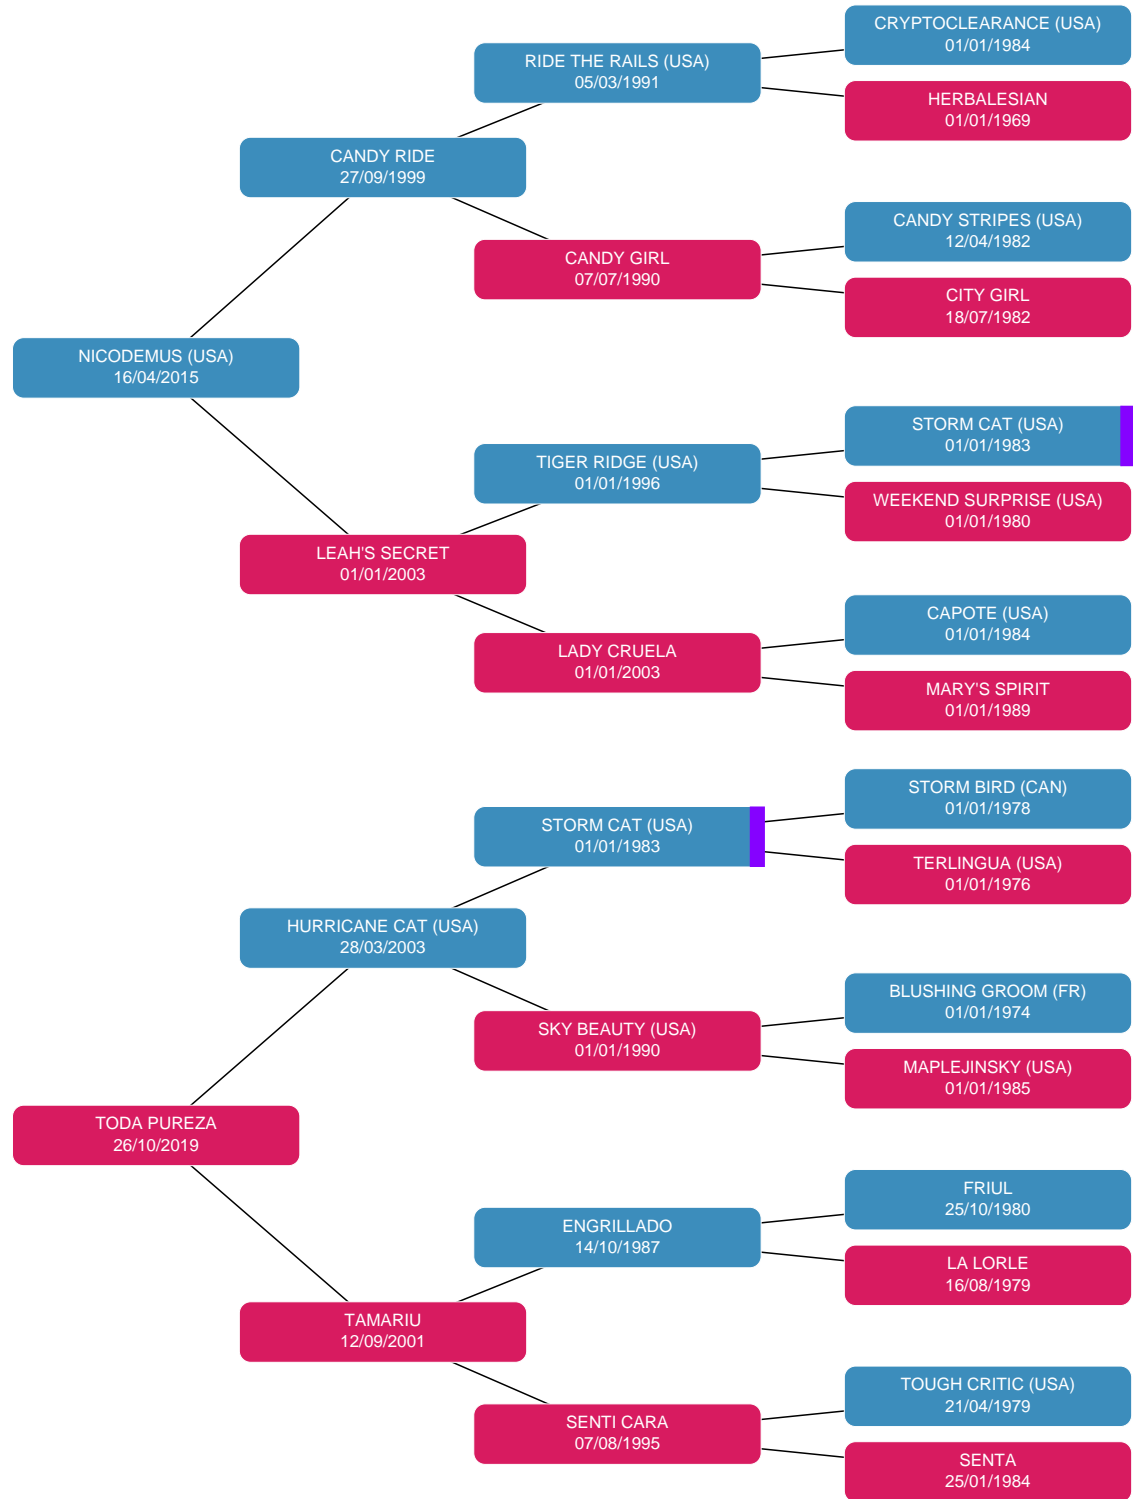 CRYPTOCLEARANCE (USA)
01/01/1984
RIDE THE RAILS (USA)
05/03/1991
HERBALESIAN
01/01/1969
CANDY RIDE
27/09/1999
CANDY STRIPES (USA)
12/04/1982
CANDY GIRL
07/07/1990
CITY GIRL
18/07/1982
NICODEMUS (USA)
16/04/2015
STORM CAT (USA)
01/01/1983
TIGER RIDGE (USA)
01/01/1996
WEEKEND SURPRISE (USA)
01/01/1980
LEAH'S SECRET
01/01/2003
CAPOTE (USA)
01/01/1984
LADY CRUELA
01/01/2003
MARY'S SPIRIT
01/01/1989
STORM BIRD (CAN)
01/01/1978
STORM CAT (USA)
01/01/1983
TERLINGUA (USA)
01/01/1976
HURRICANE CAT (USA)
28/03/2003
BLUSHING GROOM (FR)
01/01/1974
SKY BEAUTY (USA)
01/01/1990
MAPLEJINSKY (USA)
01/01/1985
TODA PUREZA
26/10/2019
FRIUL
25/10/1980
ENGRILLADO
14/10/1987
LA LORLE
16/08/1979
TAMARIU
12/09/2001
TOUGH CRITIC (USA)
21/04/1979
SENTI CARA
07/08/1995
SENTA
25/01/1984